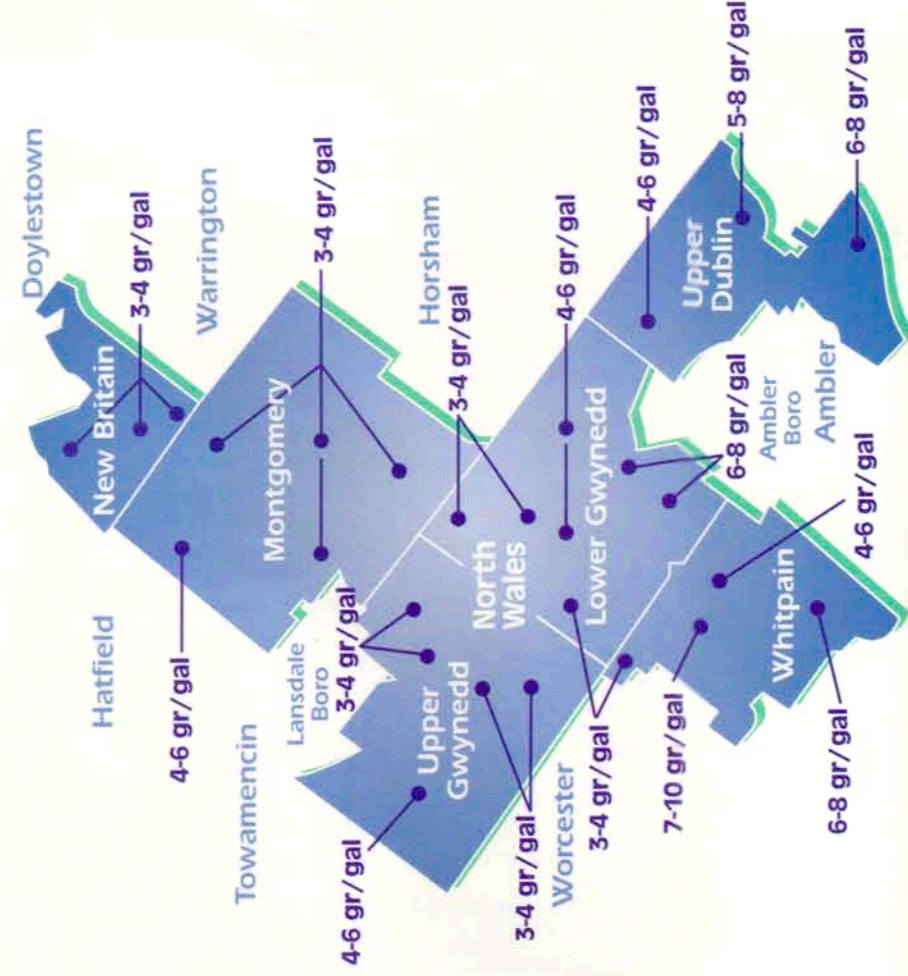 Doylestown
3-4 gr/gal
New Britain
Warrington
3-4 gr/gal
Hatfield
4-6 gr/gal
Montgomery
Horsham
3-4 gr/gal
Towamencin
Lansdale
Boro
3-4 gr/gal
North
Wales
4-6 gr/gal
4-6 gr/gal
5-8 gr/gal
Upper
Dublin
6-8 gr/gal
Upper
Gwynedd
4-6 gr/gal
Lower Gwynedd
6-8 gr/gal
Ambler
Boro
Ambler
3-4 gr/gal
Worcester
3-4 gr/gal
7-10 gr/gal
Whitpain
4-6 gr/gal
6-8 gr/gal